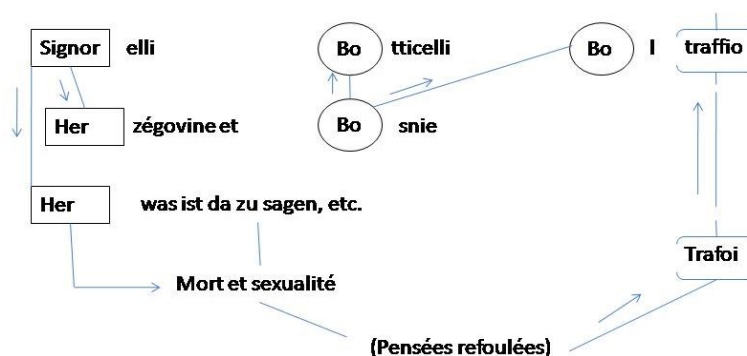 Signor elli Bo tticelli Bo l traffio
Her zégovine et Bo snie
Her was ist da zu sagen, etc.
Trafoi
Mort et sexualité
(Pensées refoulées)